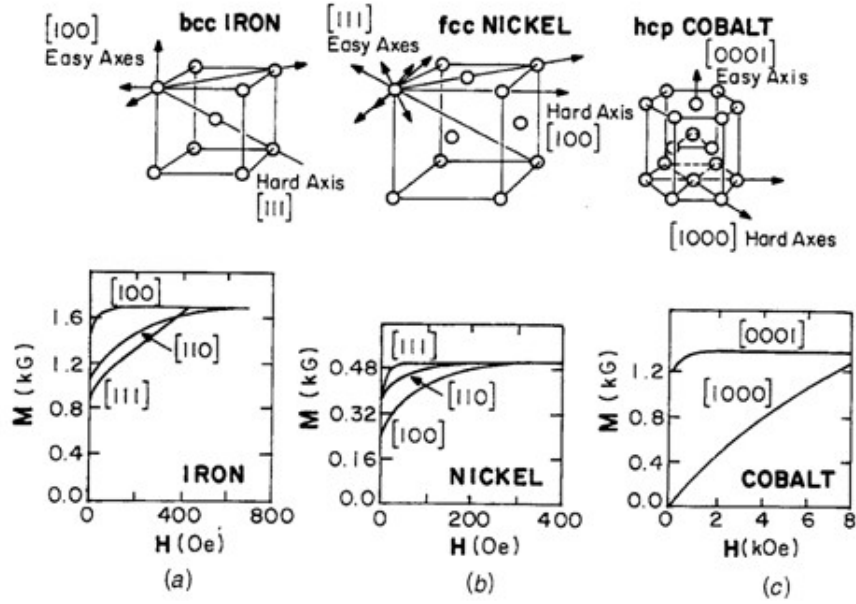 bcc IRON
[100]
Easy Axes
Hard Axis
[111]
fcc NICKEL
[111]
Easy Axes
Hard Axis
[100]
hcp COBALT
[0001]
Easy Axis
[1000] Hard Axes
M (kG)
1.6
1.2
0.8
0.4
0.0
[100]
[110]
[111]
IRON
0 400 800
H (Oe)
(a)
M (kG)
0.48
0.32
0.16
0.0
[111]
[110]
[100]
NICKEL
0 200 400
H (Oe)
(b)
M (kG)
1.2
0.8
0.4
0.0
[0001]
[1000]
COBALT
0 2 4 6 8
H (kOe)
(c)